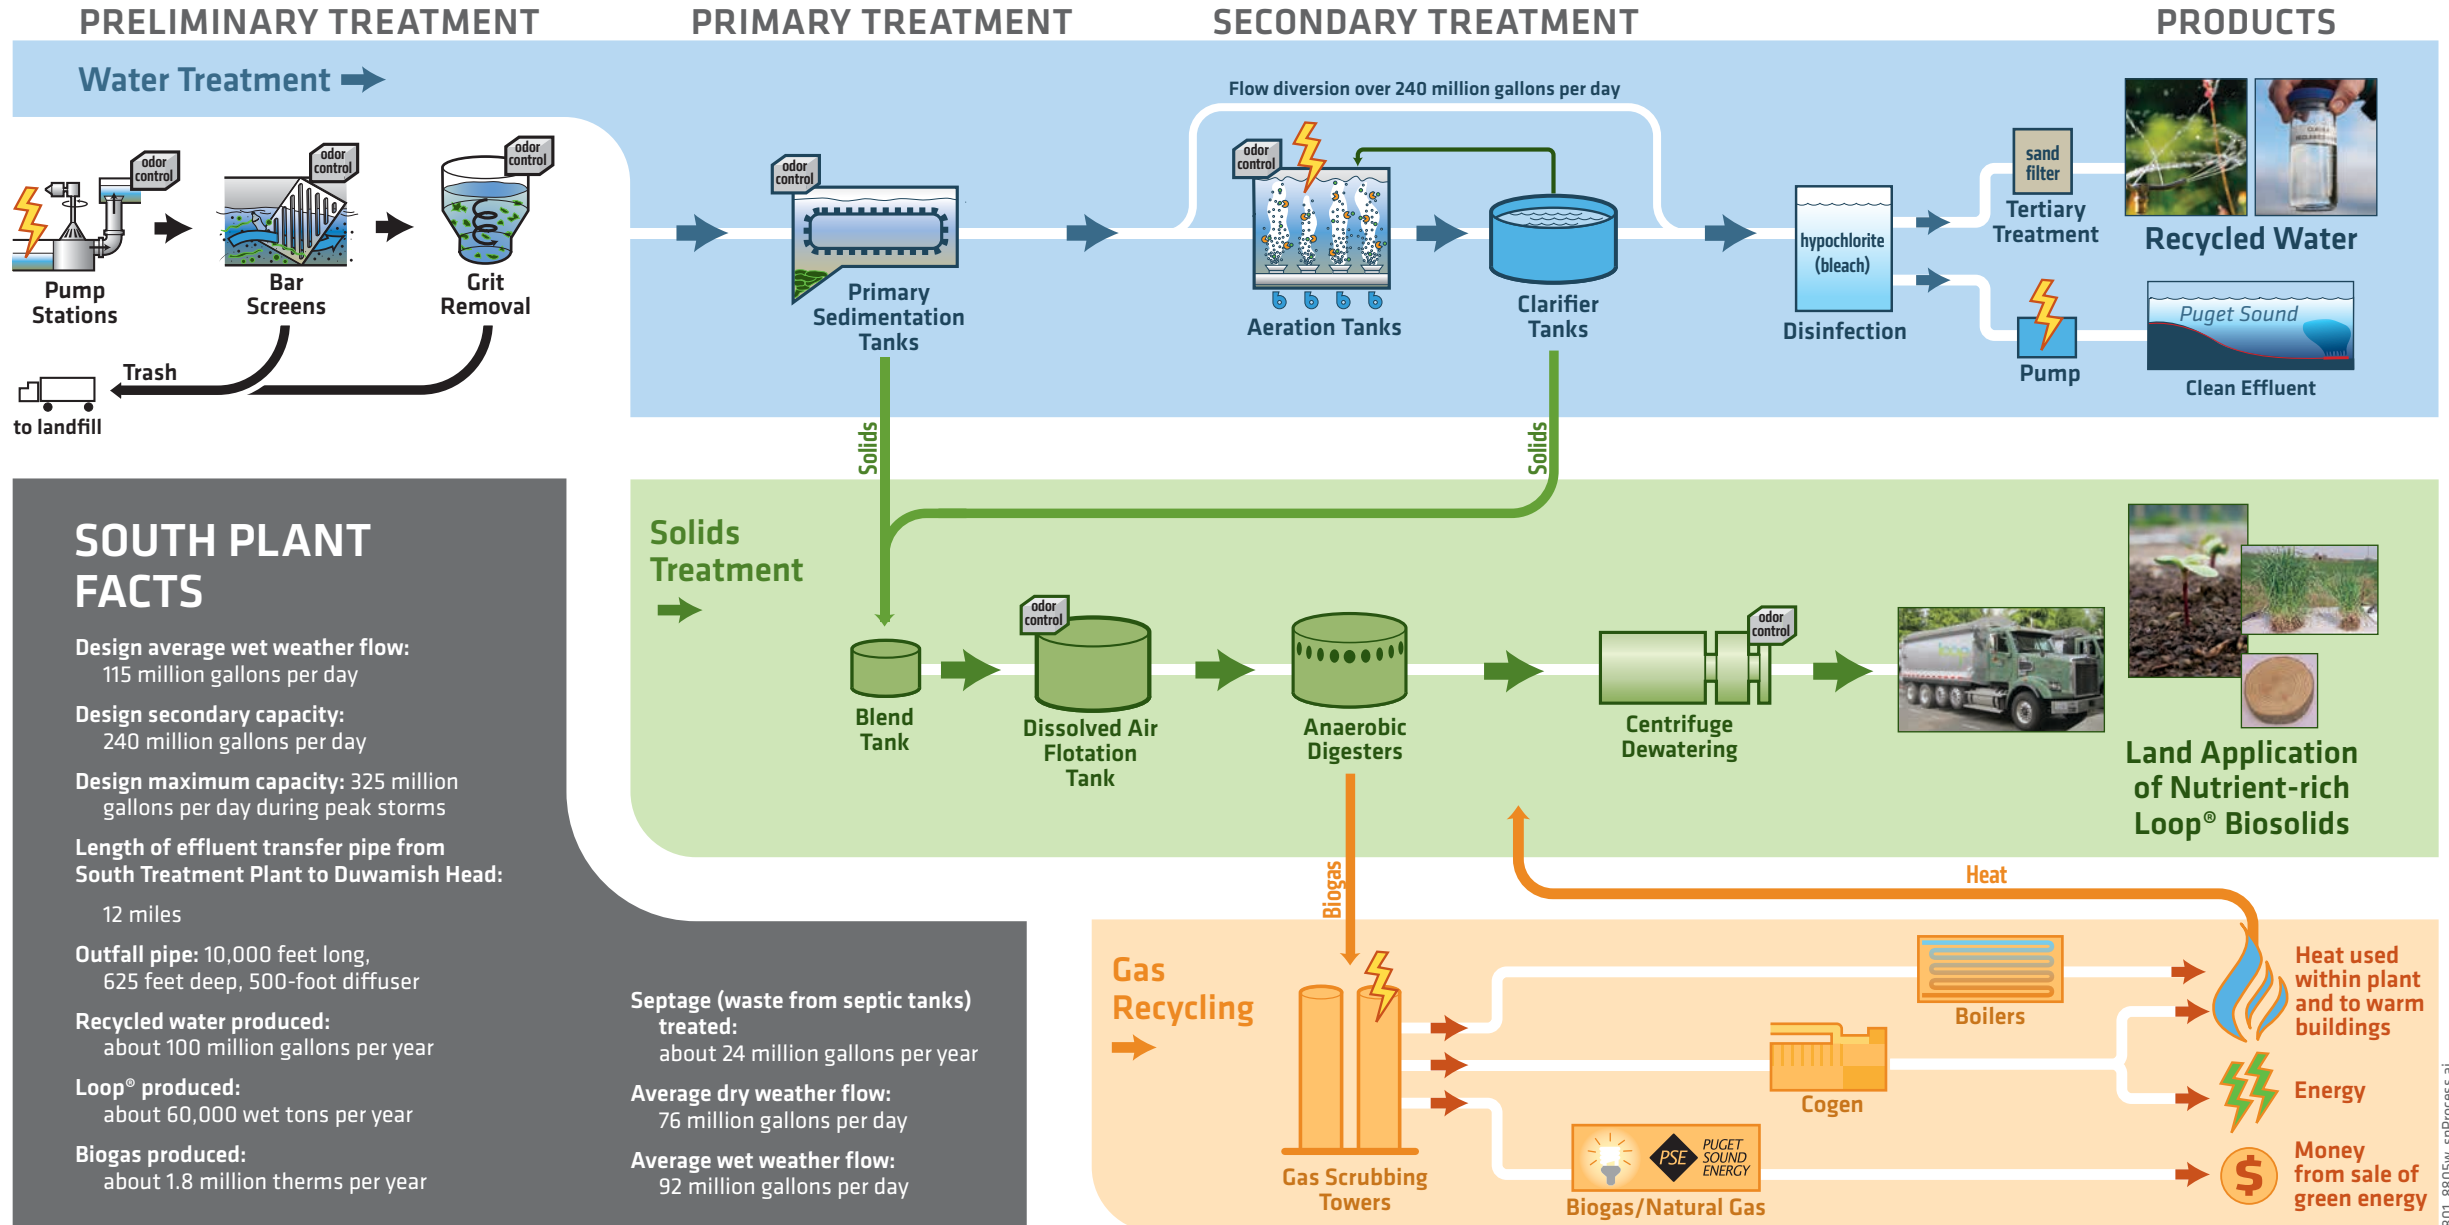 PRELIMINARY TREATMENT
PRIMARY TREATMENT
SECONDARY TREATMENT
PRODUCTS
Water Treatment
Flow diversion over 240 million gallons per day
odor
control
odor
control
odor
control
odor
control
odor
control
Pump
Stations
Bar
Screens
Grit
Removal
Trash
to landfill
Primary
Sedimentation
Tanks
Aeration Tanks
Clarifier
Tanks
hypochlorite
(bleach)
Disinfection
sand
filter
Tertiary
Treatment
Recycled Water
Pump
Puget Sound
Clean Effluent
Solids
Solids
Solids
Treatment
odor
control
odor
control
Blend
Tank
Dissolved Air
Flotation
Tank
Anaerobic
Digesters
Centrifuge
Dewatering
loop
Land Application
of Nutrient-rich
Loop® Biosolids
Biogas
Heat
Gas
Recycling
Gas Scrubbing
Towers
Boilers
Cogen
PSE
PUGET
SOUND
ENERGY
Biogas/Natural Gas
Heat used
within plant
and to warm
buildings
Energy
$
Money
from sale of
green energy
SOUTH PLANT
FACTS
Design average wet weather flow:
115 million gallons per day
Design secondary capacity:
240 million gallons per day
Design maximum capacity: 325 million
gallons per day during peak storms
Length of effluent transfer pipe from
South Treatment Plant to Duwamish Head:
12 miles
Outfall pipe: 10,000 feet long,
625 feet deep, 500-foot diffuser
Recycled water produced:
about 100 million gallons per year
Loop® produced:
about 60,000 wet tons per year
Biogas produced:
about 1.8 million therms per year
Septage (waste from septic tanks)
treated:
about 24 million gallons per year
Average dry weather flow:
76 million gallons per day
Average wet weather flow:
92 million gallons per day